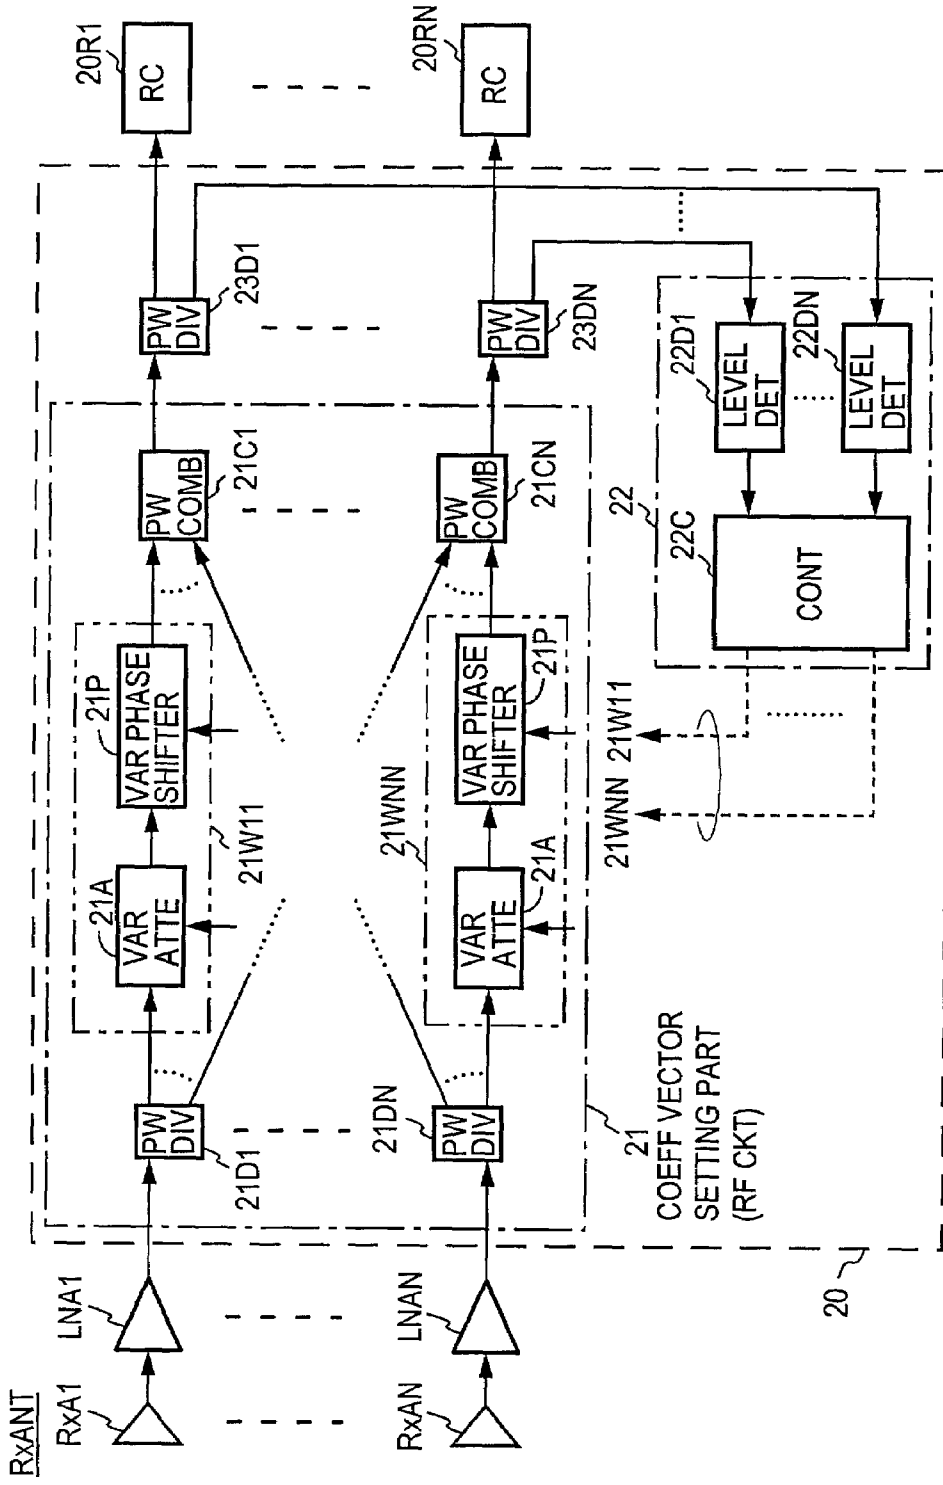 RxANT
RxA1
LNA1
PW
DIV
21D1
VAR
ATTE
21A
VAR PHASE
SHIFTER
21P
21W11
PW
COMB
21C1
PW
DIV
23D1
RC
20R1
RxAN
LNAN
PW
DIV
21DN
VAR
ATTE
21A
VAR PHASE
SHIFTER
21P
21WNN
PW
COMB
21CN
PW
DIV
23DN
RC
20RN
21
COEFF VECTOR
SETTING PART
(RF CKT)
21WNN
21W11
22
22C
CONT
LEVEL
DET
22D1
LEVEL
DET
22DN
20